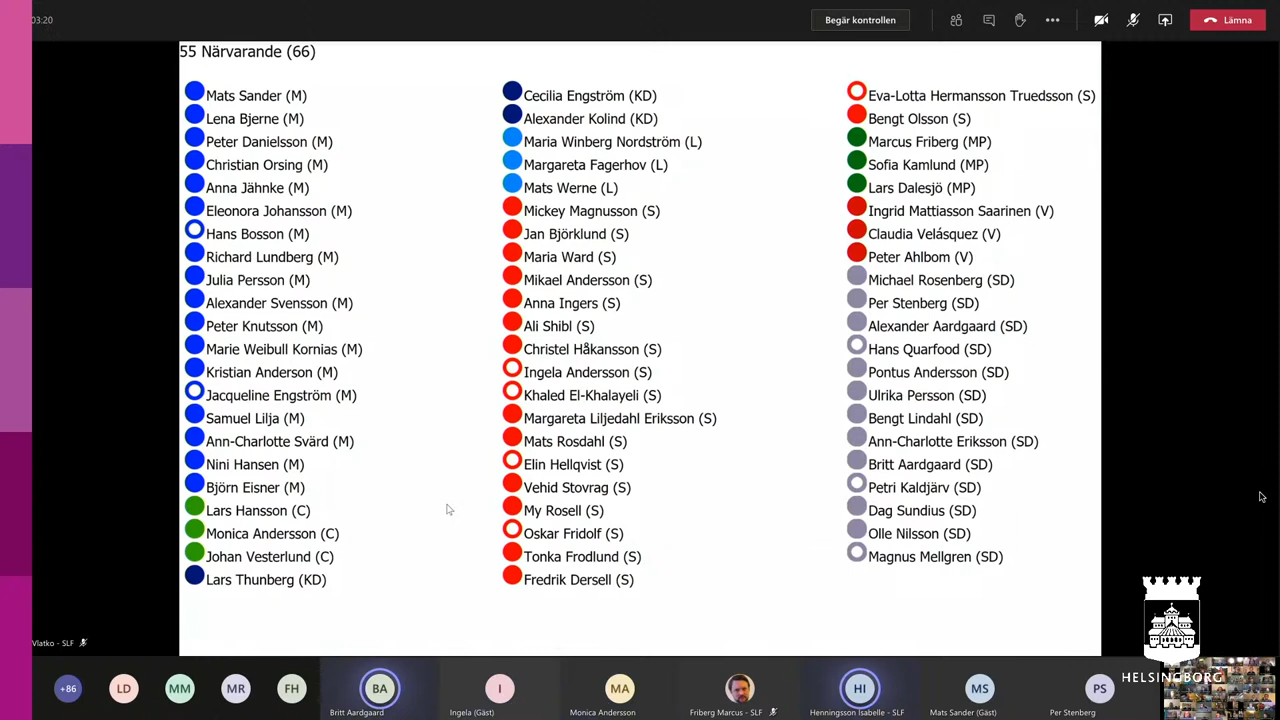 03:20
Begär kontrollen
Lämna
55 Närvarande (66)
Mats Sander (M)
Lena Bjerne (M)
Peter Danielsson (M)
Christian Orsing (M)
Anna Jähnke (M)
Eleonora Johansson (M)
Hans Bosson (M)
Richard Lundberg (M)
Julia Persson (M)
Alexander Svensson (M)
Peter Knutsson (M)
Marie Weibull Kornias (M)
Kristian Anderson (M)
Jacqueline Engström (M)
Samuel Lilja (M)
Ann-Charlotte Svärd (M)
Nini Hansen (M)
Björn Eisner (M)
Lars Hansson (C)
Monica Andersson (C)
Johan Vesterlund (C)
Lars Thunberg (KD)
Cecilia Engström (KD)
Alexander Kolind (KD)
Maria Winberg Nordström (L)
Margareta Fagerhov (L)
Mats Werne (L)
Mickey Magnusson (S)
Jan Björklund (S)
Maria Ward (S)
Mikael Andersson (S)
Anna Ingers (S)
Ali Shibl (S)
Christel Håkansson (S)
Ingela Andersson (S)
Khaled El-Khalayeli (S)
Margareta Liljedahl Eriksson (S)
Mats Rosdahl (S)
Elin Hellqvist (S)
Vehid Stovrag (S)
My Rosell (S)
Oskar Fridolf (S)
Tonka Frodlund (S)
Fredrik Dersell (S)
Eva-Lotta Hermansson Truedsson (S)
Bengt Olsson (S)
Marcus Friberg (MP)
Sofia Kamlund (MP)
Lars Dalesjö (MP)
Ingrid Mattiasson Saarinen (V)
Claudia Velásquez (V)
Peter Ahlbom (V)
Michael Rosenberg (SD)
Per Stenberg (SD)
Alexander Aardgaard (SD)
Hans Quarfood (SD)
Pontus Andersson (SD)
Ulrika Persson (SD)
Bengt Lindahl (SD)
Ann-Charlotte Eriksson (SD)
Britt Aardgaard (SD)
Petri Kaldjärv (SD)
Dag Sundius (SD)
Olle Nilsson (SD)
Magnus Mellgren (SD)
Vlatko - SLF
HELSINGBORG
+86
LD
MM
MR
FH
BA
I
MA
HI
MS
PS
Britt Aardgaard
Ingela (Gäst)
Monica Andersson
Friberg Marcus - SLF
Henningsson Isabelle - SLF
Mats Sander (Gäst)
Per Stenberg